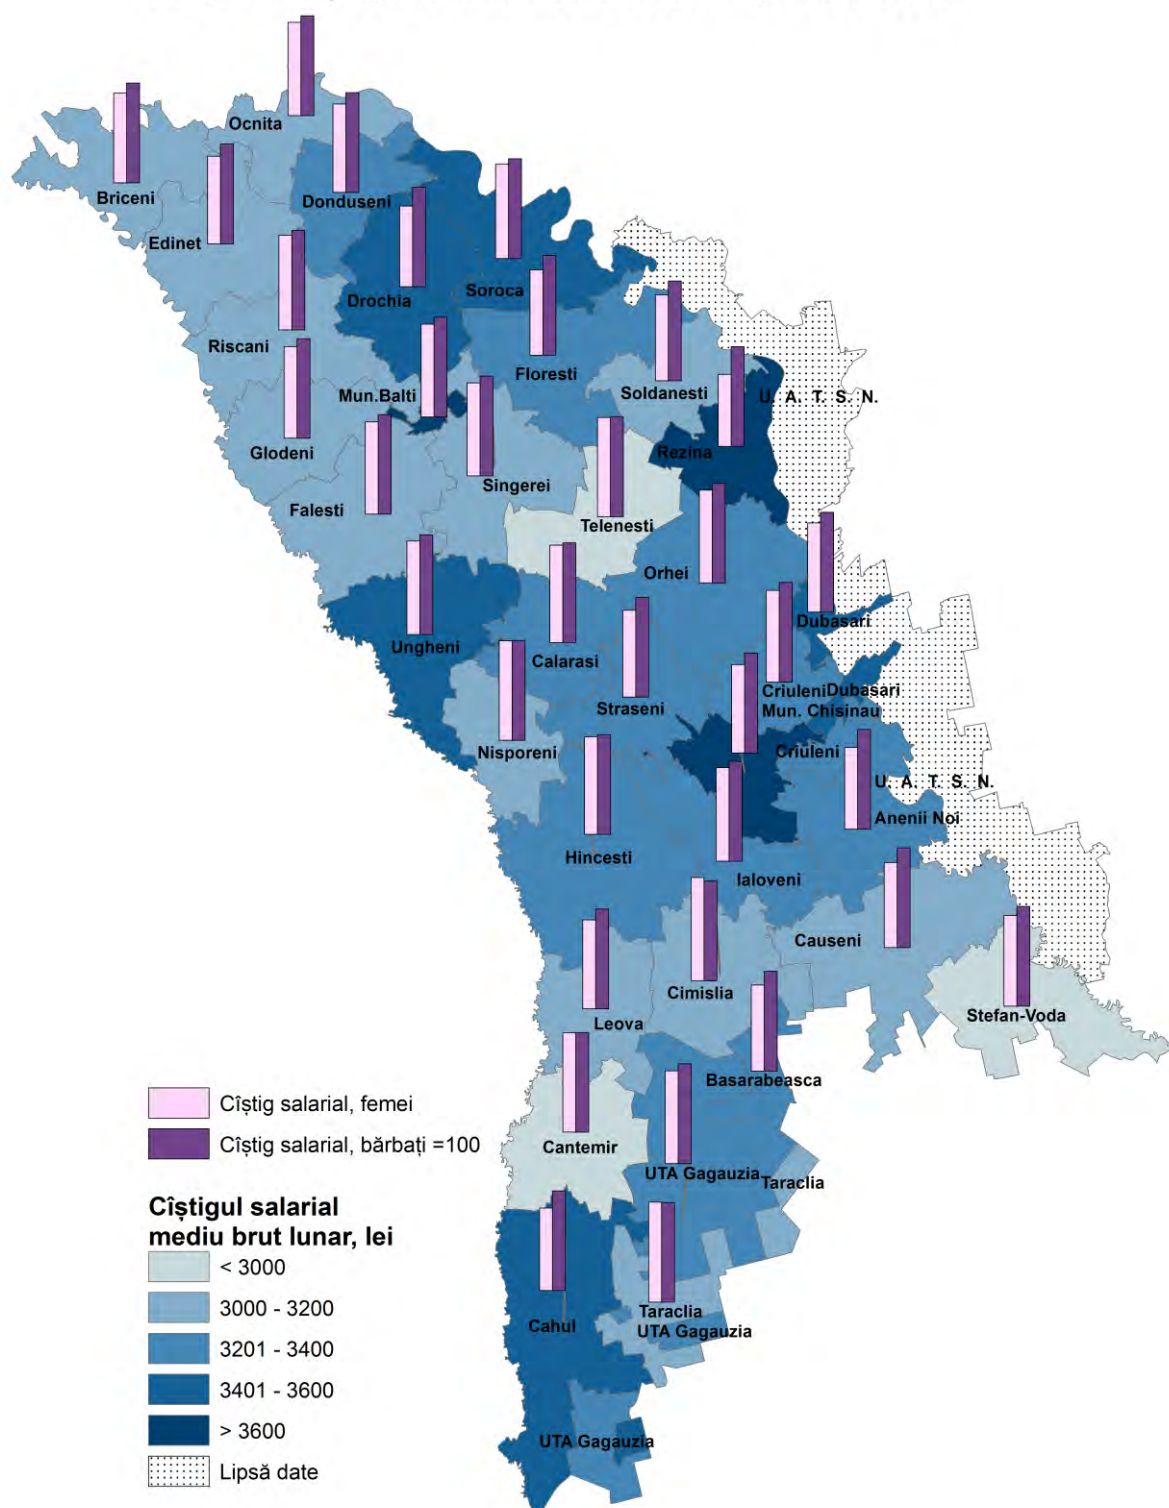 Ocnita
Briceni
Donduseni
Edinet
Drochia
Soroca
Riscani
Floresti
Mun.Balti
Soldanesti
U. A. T. S. N.
Glodeni
Rezina
Singerei
Falesti
Telenesti
Orhei
Dubasari
Ungheni
Calarasi
Straseni
Criuleni
Dubasari
Mun. Chisinau
Nisporeni
Criuleni
U. A. T. S. N.
Anenii Noi
Hincesti
Ialoveni
Causeni
Cimislia
Stefan-Voda
Leova
Basarabeasca
Cîștig salarial, femei
Cîștig salarial, bărbați =100
Cantemir
UTA Gagauzia
Taraclia
Cîștigul salarial
mediu brut lunar, lei
< 3000
3000 - 3200
3201 - 3400
3401 - 3600
> 3600
Lipsă date
Taraclia
Cahul
UTA Gagauzia
UTA Gagauzia